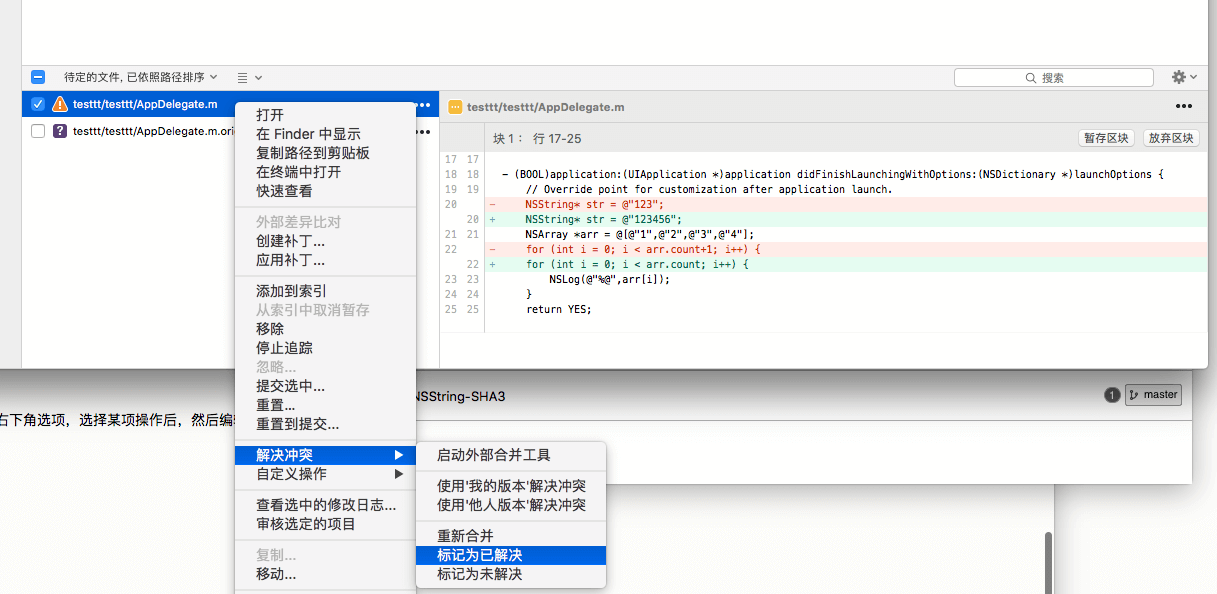 待定的文件, 已依照路径排序
搜索
testtt/testtt/AppDelegate.m
testtt/testtt/AppDelegate.m.ori
打开
在 Finder 中显示
复制路径到剪贴板
在终端中打开
快速查看
外部差异比对
创建补丁...
应用补丁...
添加到索引
从索引中取消暂存
移除
停止追踪
忽略...
提交选中...
重置...
重置到提交...
解决冲突
自定义操作
查看选中的修改日志...
审核选定的项目
复制...
移动...
启动外部合并工具
使用'我的版本'解决冲突
使用'他人版本'解决冲突
重新合并
标记为已解决
标记为未解决
testtt/testtt/AppDelegate.m
块 1： 行 17-25
暂存区块
放弃区块
17 17
18 18 - (BOOL)application:(UIApplication *)application didFinishLaunchingWithOptions:(NSDictionary *)launchOptions {
19 19 // Override point for customization after application launch.
20 - NSString* str = @"123";
20 + NSString* str = @"123456";
21 21 NSArray *arr = @[@"1",@"2",@"3",@"4"];
22 - for (int i = 0; i < arr.count+1; i++) {
22 + for (int i = 0; i < arr.count; i++) {
23 23 NSLog(@"%@",arr[i]);
24 24 }
25 25 return YES;
NSString-SHA3
1
master
右下角选项，选择某项操作后，然后编